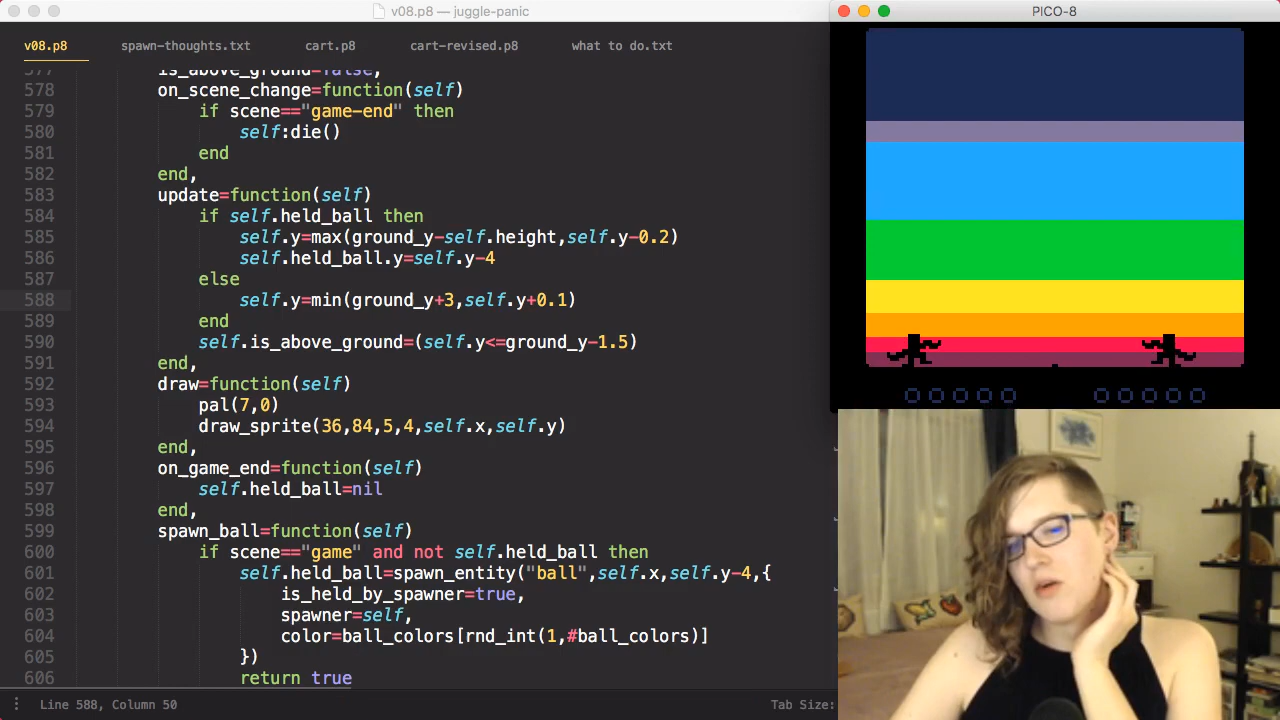 v08.p8 — juggle-panic
PICO-8
v08.p8 spawn-thoughts.txt cart.p8 cart-revised.p8 what to do.txt
577 is_above_ground=false,
578 on_scene_change=function(self)
579 if scene=="game-end" then
580 self:die()
581 end
582 end,
583 update=function(self)
584 if self.held_ball then
585 self.y=max(ground_y-self.height,self.y-0.2)
586 self.held_ball.y=self.y-4
587 else
588 self.y=min(ground_y+3,self.y+0.1)
589 end
590 self.is_above_ground=(self.y<=ground_y-1.5)
591 end,
592 draw=function(self)
593 pal(7,0)
594 draw_sprite(36,84,5,4,self.x,self.y)
595 end,
596 on_game_end=function(self)
597 self.held_ball=nil
598 end,
599 spawn_ball=function(self)
600 if scene=="game" and not self.held_ball then
601 self.held_ball=spawn_entity("ball",self.x,self.y-4,{
602 is_held_by_spawner=true,
603 spawner=self,
604 color=ball_colors[rnd_int(1,#ball_colors)]
605 })
606 return true
Line 588, Column 50
Tab Size: